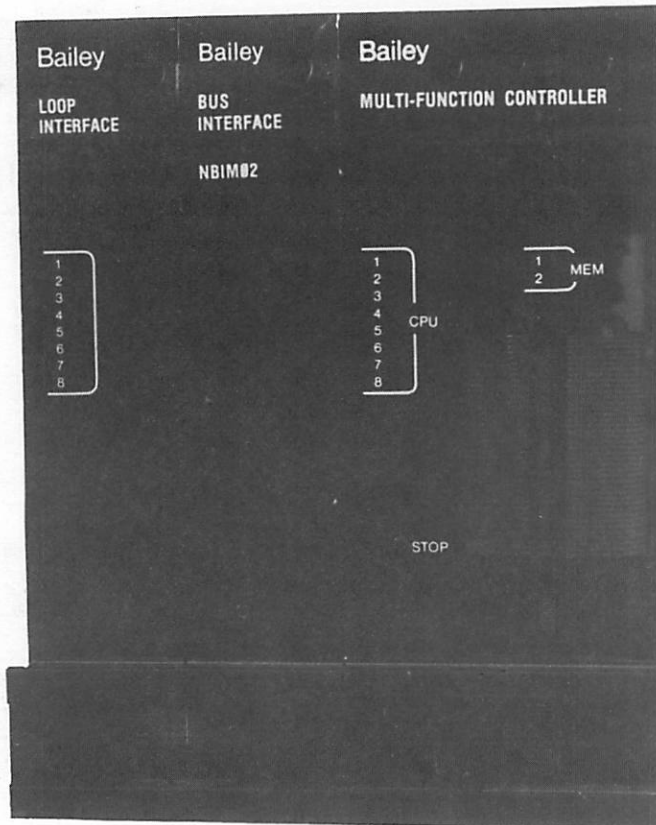 Bailey
LOOP
INTERFACE
1
2
3
4
5
6
7
8
Bailey
BUS
INTERFACE
NBIMØ2
Bailey
MULTI-FUNCTION CONTROLLER
1
2
3
4
5
6
7
8
CPU
1
2
MEM
STOP